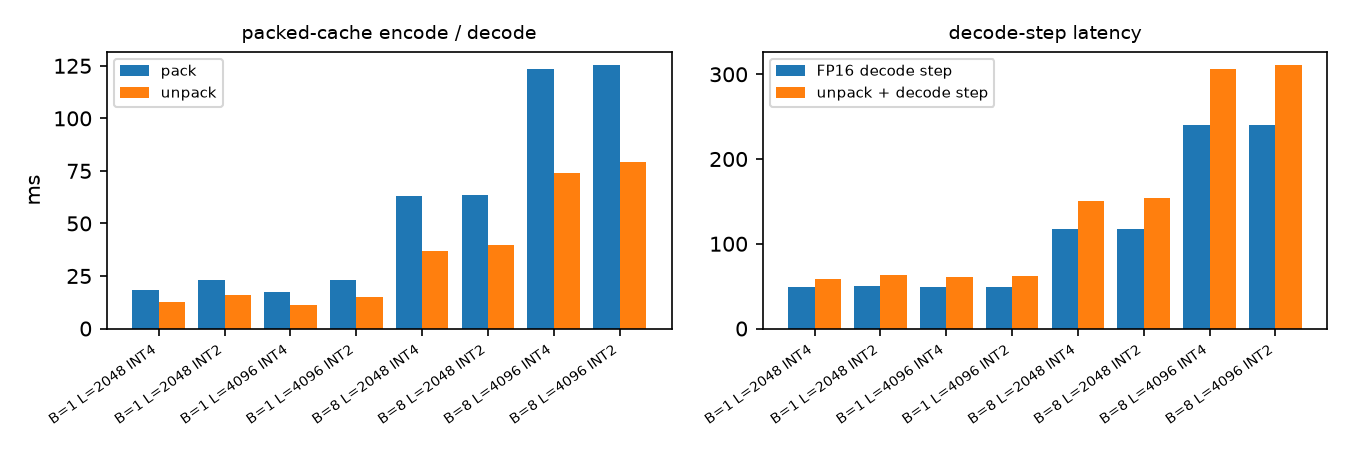 packed-cache encode / decode
ms
125
100
75
50
25
0
pack
unpack
B=1 L=2048 INT4
B=1 L=2048 INT2
B=1 L=4096 INT4
B=1 L=4096 INT2
B=8 L=2048 INT4
B=8 L=2048 INT2
B=8 L=4096 INT4
B=8 L=4096 INT2
decode-step latency
300
200
100
0
FP16 decode step
unpack + decode step
B=1 L=2048 INT4
B=1 L=2048 INT2
B=1 L=4096 INT4
B=1 L=4096 INT2
B=8 L=2048 INT4
B=8 L=2048 INT2
B=8 L=4096 INT4
B=8 L=4096 INT2